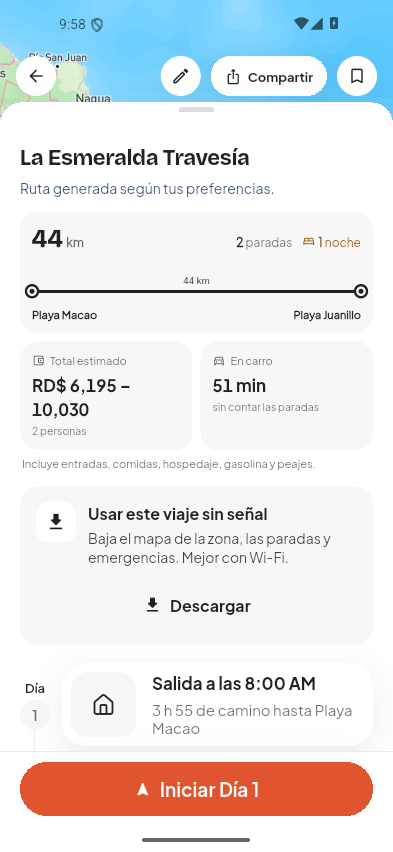 9:58
San Juan
Nagua
Compartir
La Esmeralda Travesía
Ruta generada según tus preferencias.
44 km
2 paradas 1 noche
44 km
Playa Macao
Playa Juanillo
Total estimado
RD$ 6,195 –
10,030
2 personas
En carro
51 min
sin contar las paradas
Incluye entradas, comidas, hospedaje, gasolina y peajes.
Usar este viaje sin señal
Baja el mapa de la zona, las paradas y
emergencias. Mejor con Wi-Fi.
Descargar
Día
1
Salida a las 8:00 AM
3 h 55 de camino hasta Playa
Macao
Iniciar Día 1